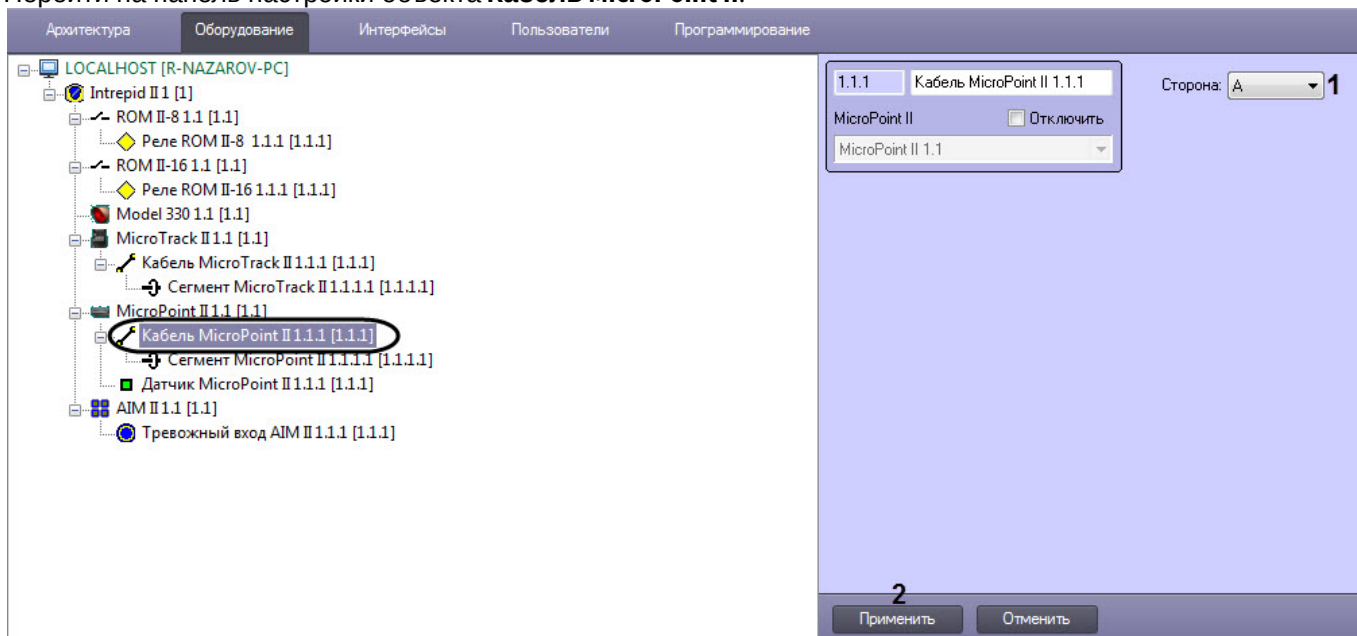 Перейти на панель настройки объекта Кабель MicroPoint II.
Архитектура Оборудование Интерфейсы Пользователи Программирование
LOCALHOST [R-NAZAROV-PC]
Intrepid II 1 [1]
ROM II-8 1.1 [1.1]
Реле ROM II-8 1.1.1 [1.1.1]
ROM II-16 1.1 [1.1]
Реле ROM II-16 1.1.1 [1.1.1]
Model 330 1.1 [1.1]
MicroTrack II 1.1 [1.1]
Кабель MicroTrack II 1.1.1 [1.1.1]
Сегмент MicroTrack II 1.1.1.1 [1.1.1.1]
MicroPoint II 1.1 [1.1]
Кабель MicroPoint II 1.1.1 [1.1.1]
Сегмент MicroPoint II 1.1.1.1 [1.1.1.1]
Датчик MicroPoint II 1.1.1 [1.1.1]
AIM II 1.1 [1.1]
Тревожный вход AIM II 1.1.1 [1.1.1]
1.1.1 Кабель MicroPoint II 1.1.1
MicroPoint II Отключить
MicroPoint II 1.1
Сторона: A 1
2
Применить Отменить